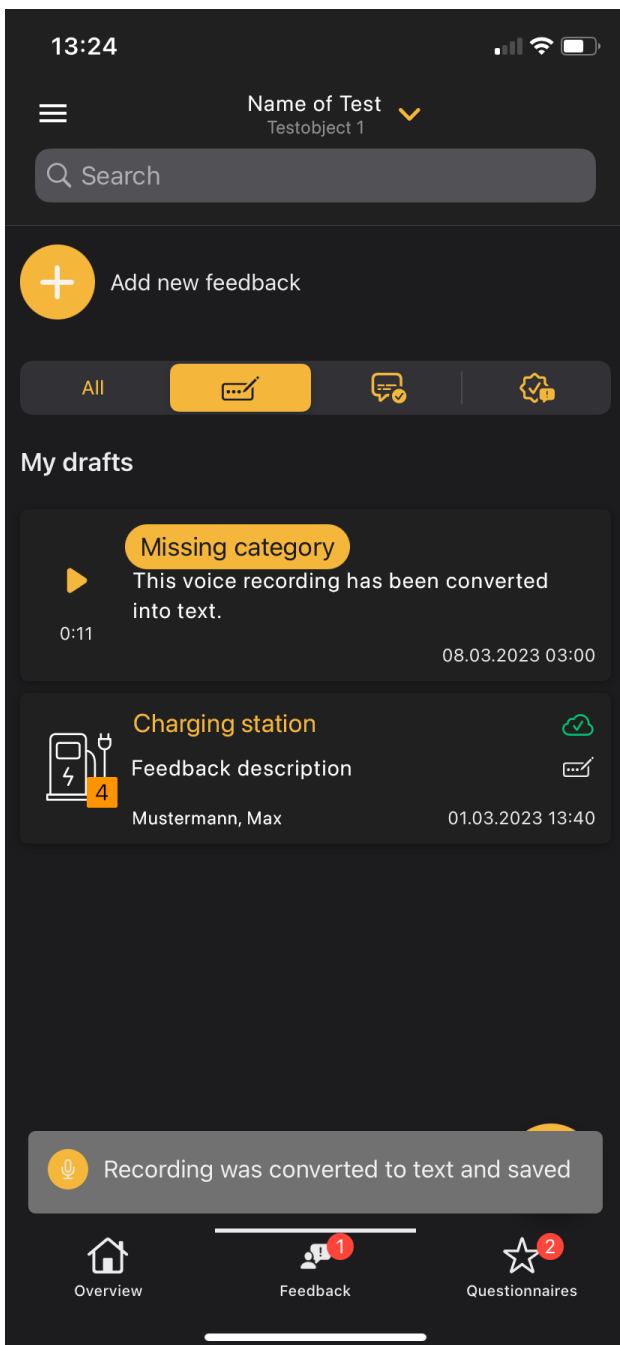 13:24
Name of Test
Testobject 1
Search
Add new feedback
All
My drafts
Missing category
This voice recording has been converted
into text.
0:11
08.03.2023 03:00
Charging station
Feedback description
4
Mustermann, Max
01.03.2023 13:40
Recording was converted to text and saved
1
2
Overview
Feedback
Questionnaires